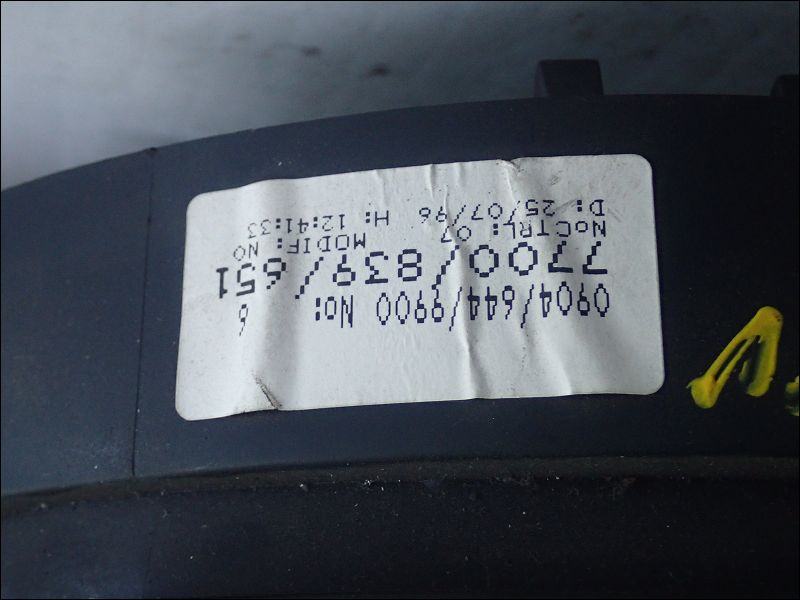 0904/644/9900 No: 6
7700/839/651
NoCTRL: 07 MODIF: NO
D: 25/07/96 H: 12:41:33